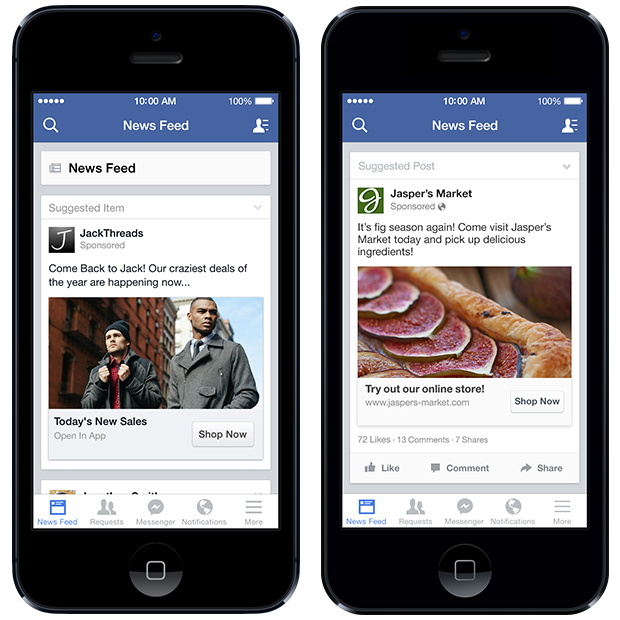 10:00 AM
100%
News Feed
News Feed
Suggested Item
JackThreads
Sponsored
Come Back to Jack! Our craziest deals of
the year are happening now...
Today's New Sales
Open In App
Shop Now
News Feed
Requests
Messenger
Notifications
More
10:00 AM
100%
News Feed
Suggested Post
Jasper's Market
Sponsored
It's fig season again! Come visit Jasper's
Market today and pick up delicious
ingredients!
Try out our online store!
www.jaspers-market.com
Shop Now
72 Likes · 13 Comments · 7 Shares
Like
Comment
Share
News Feed
Requests
Messenger
Notifications
More